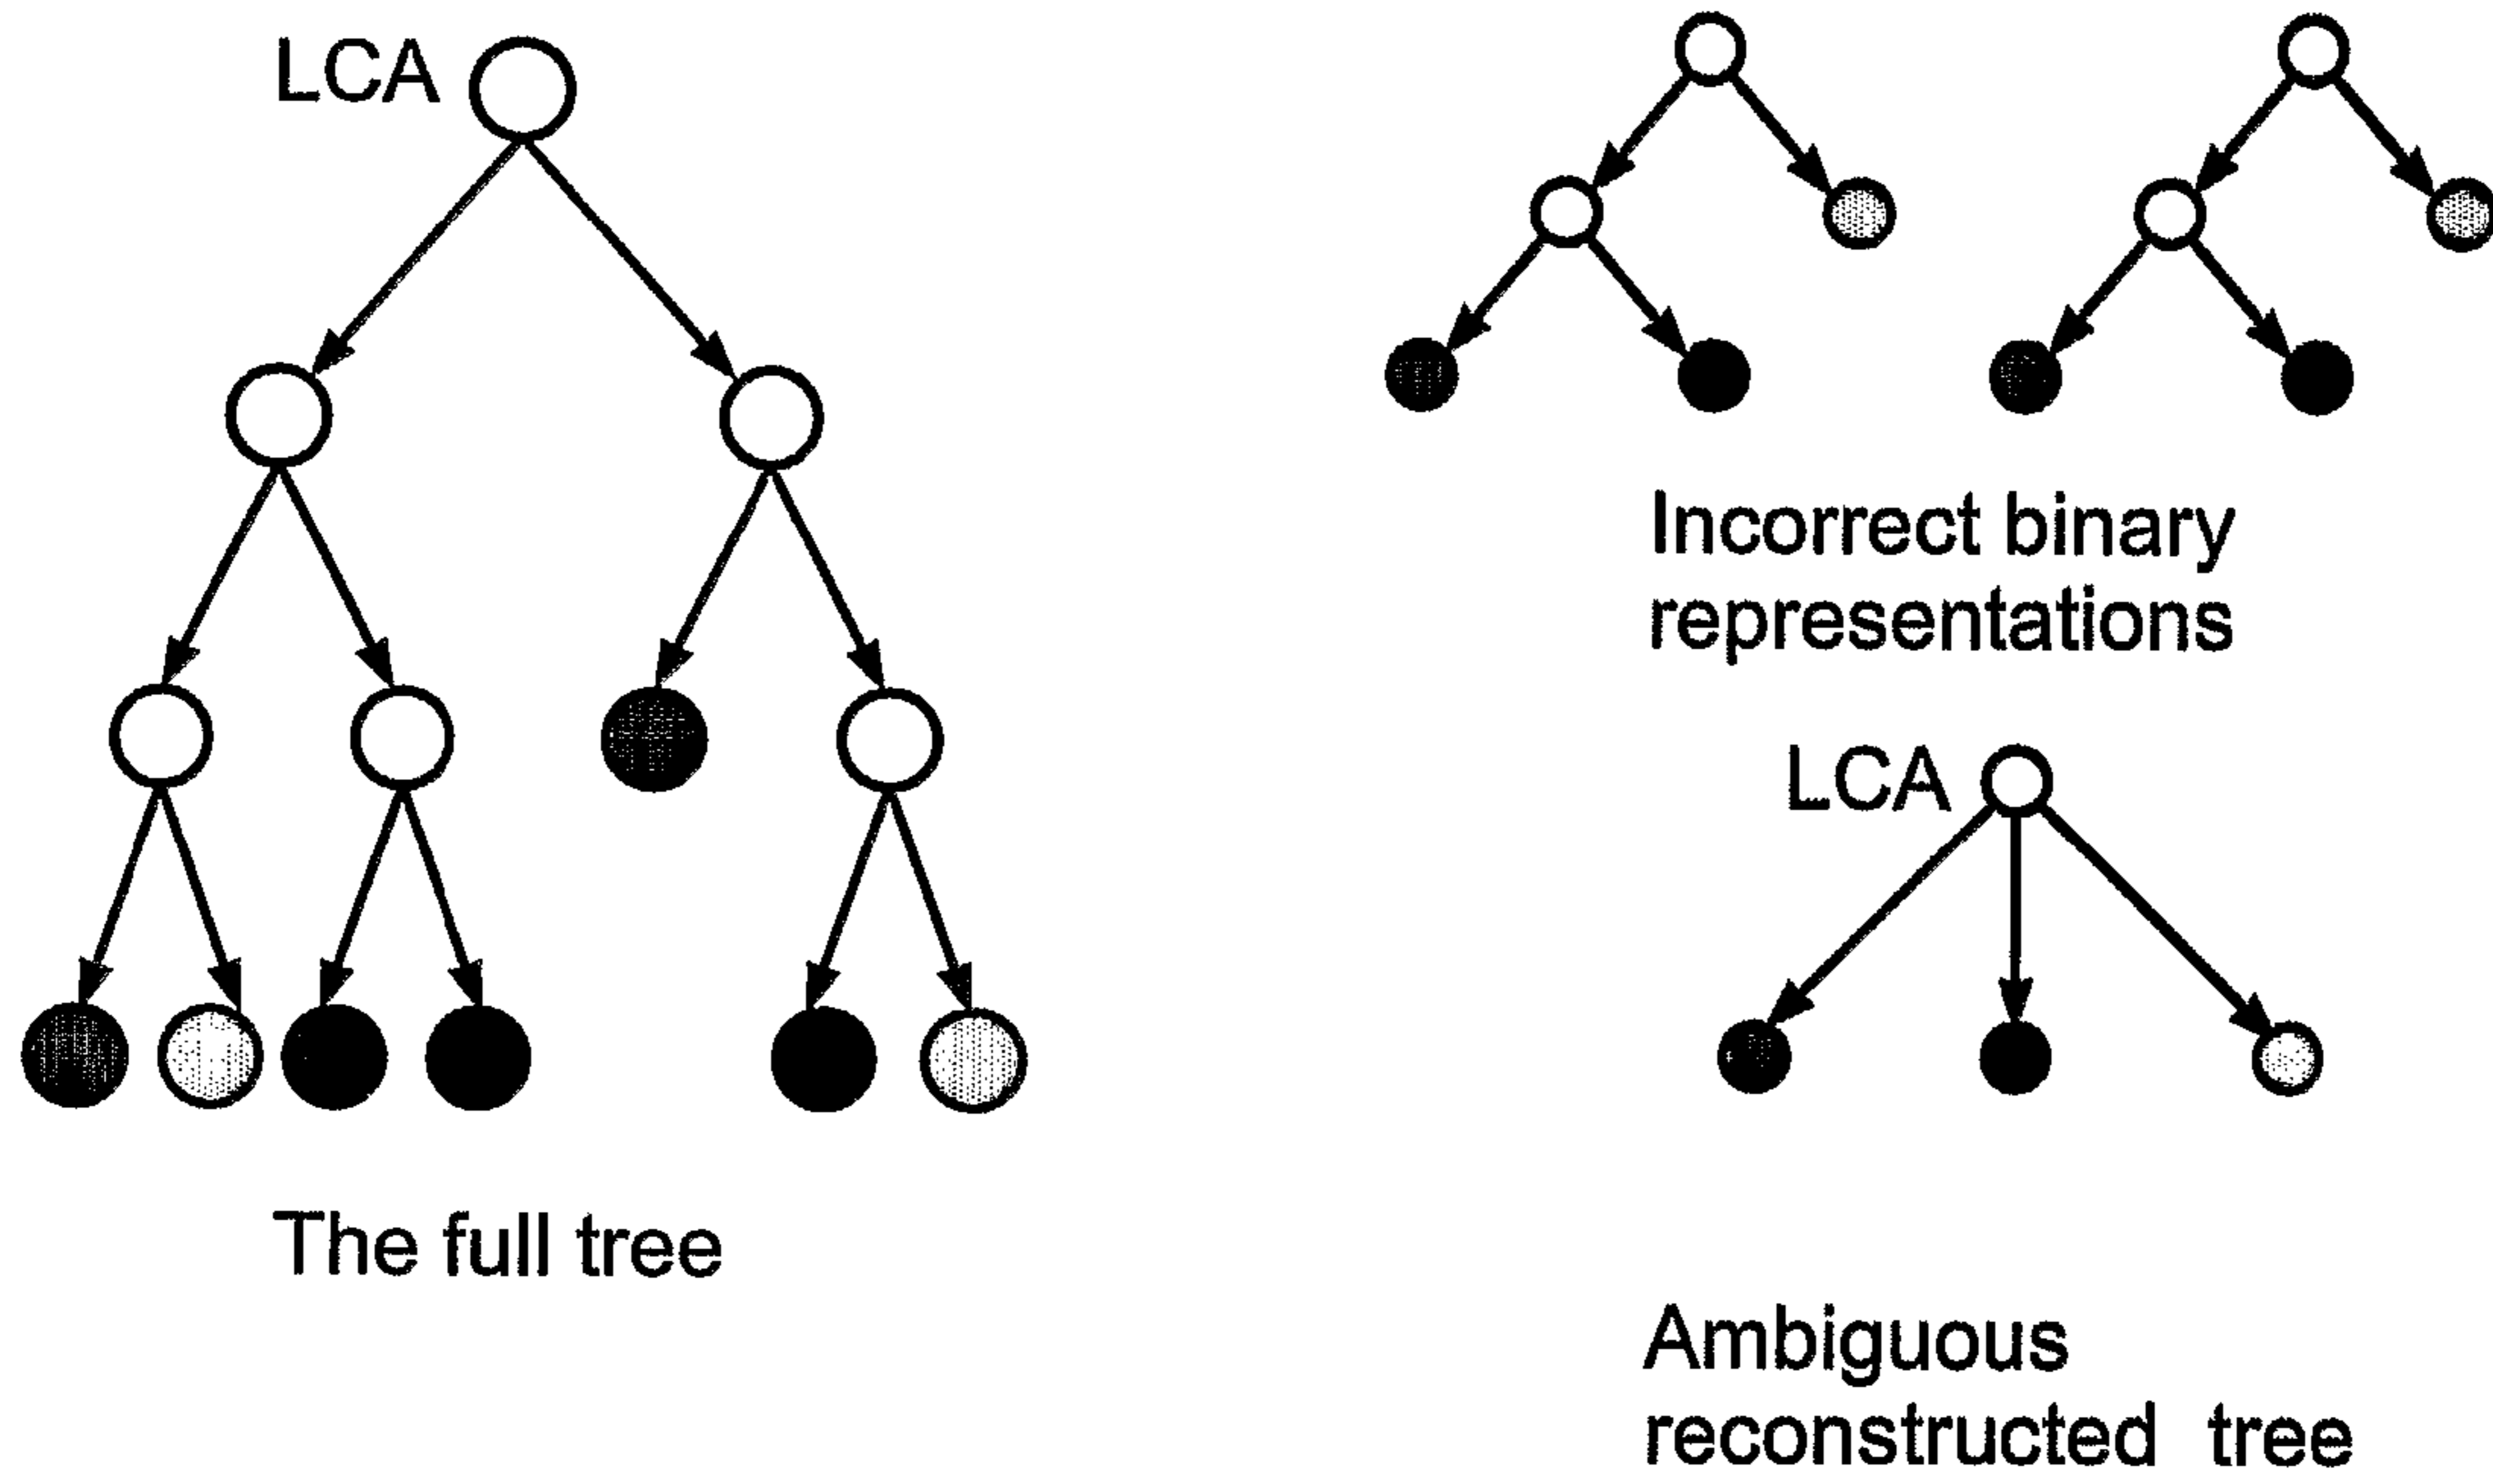 LCA
The full tree
Incorrect binary
representations
LCA
Ambiguous
reconstructed tree